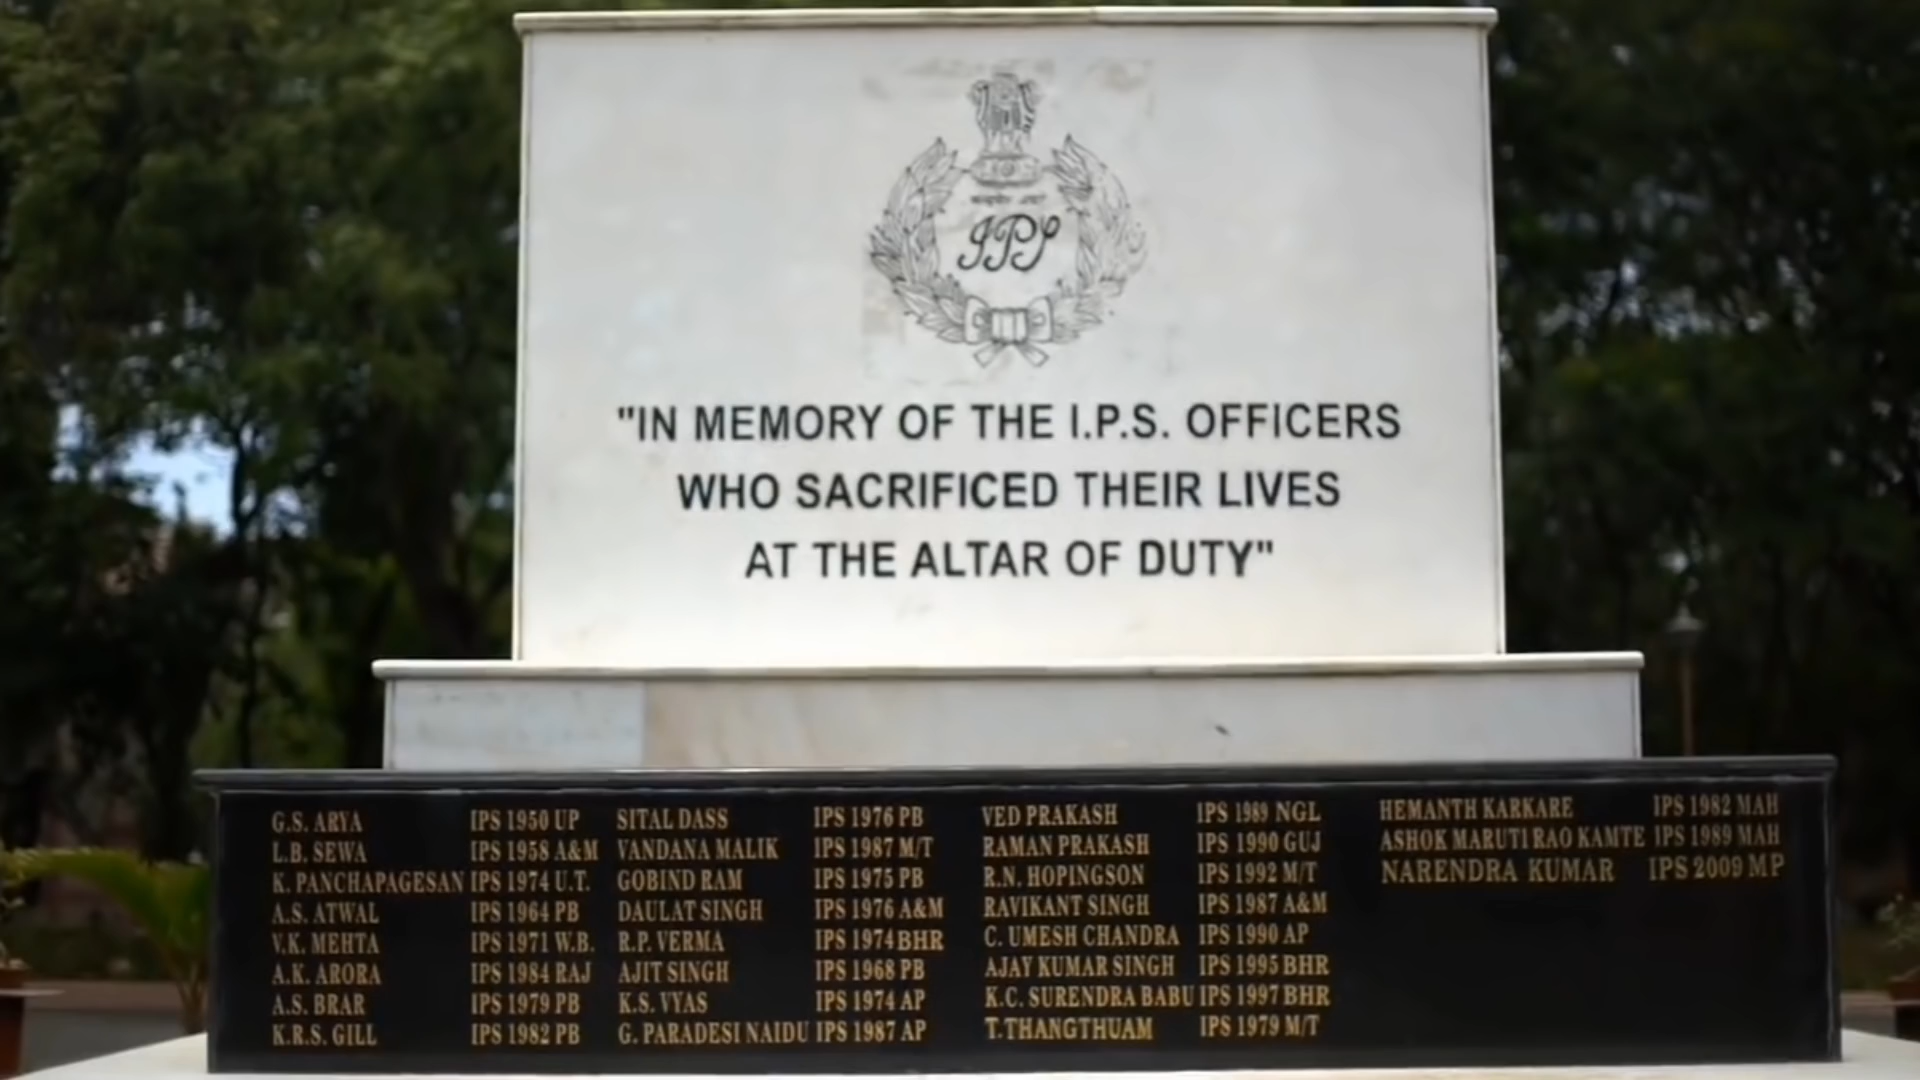 IPS
"IN MEMORY OF THE I.P.S. OFFICERS
WHO SACRIFICED THEIR LIVES
AT THE ALTAR OF DUTY"
G.S. ARYA IPS 1950 UP
L.B. SEWA IPS 1958 A&M
K. PANCHAPAGESAN IPS 1974 U.T.
A.S. ATWAL IPS 1964 PB
V.K. MEHTA IPS 1971 W.B.
A.K. ARORA IPS 1984 RAJ
A.S. BRAR IPS 1979 PB
K.R.S. GILL IPS 1982 PB
SITAL DASS IPS 1976 PB
VANDANA MALIK IPS 1987 M/T
GOBIND RAM IPS 1975 PB
DAULAT SINGH IPS 1976 A&M
R.P. VERMA IPS 1974 BHR
AJIT SINGH IPS 1968 PB
K.S. VYAS IPS 1974 AP
G. PARADESI NAIDU IPS 1987 AP
VED PRAKASH IPS 1989 NGL
RAMAN PRAKASH IPS 1990 GUJ
R.N. HOPINGSON IPS 1992 M/T
RAVIKANT SINGH IPS 1987 A&M
C. UMESH CHANDRA IPS 1990 AP
AJAY KUMAR SINGH IPS 1995 BHR
K.C. SURENDRA BABU IPS 1997 BHR
T.THANGTHUAM IPS 1979 M/T
HEMANTH KARKARE IPS 1982 MAH
ASHOK MARUTI RAO KAMTE IPS 1989 MAH
NARENDRA KUMAR IPS 2009 MP